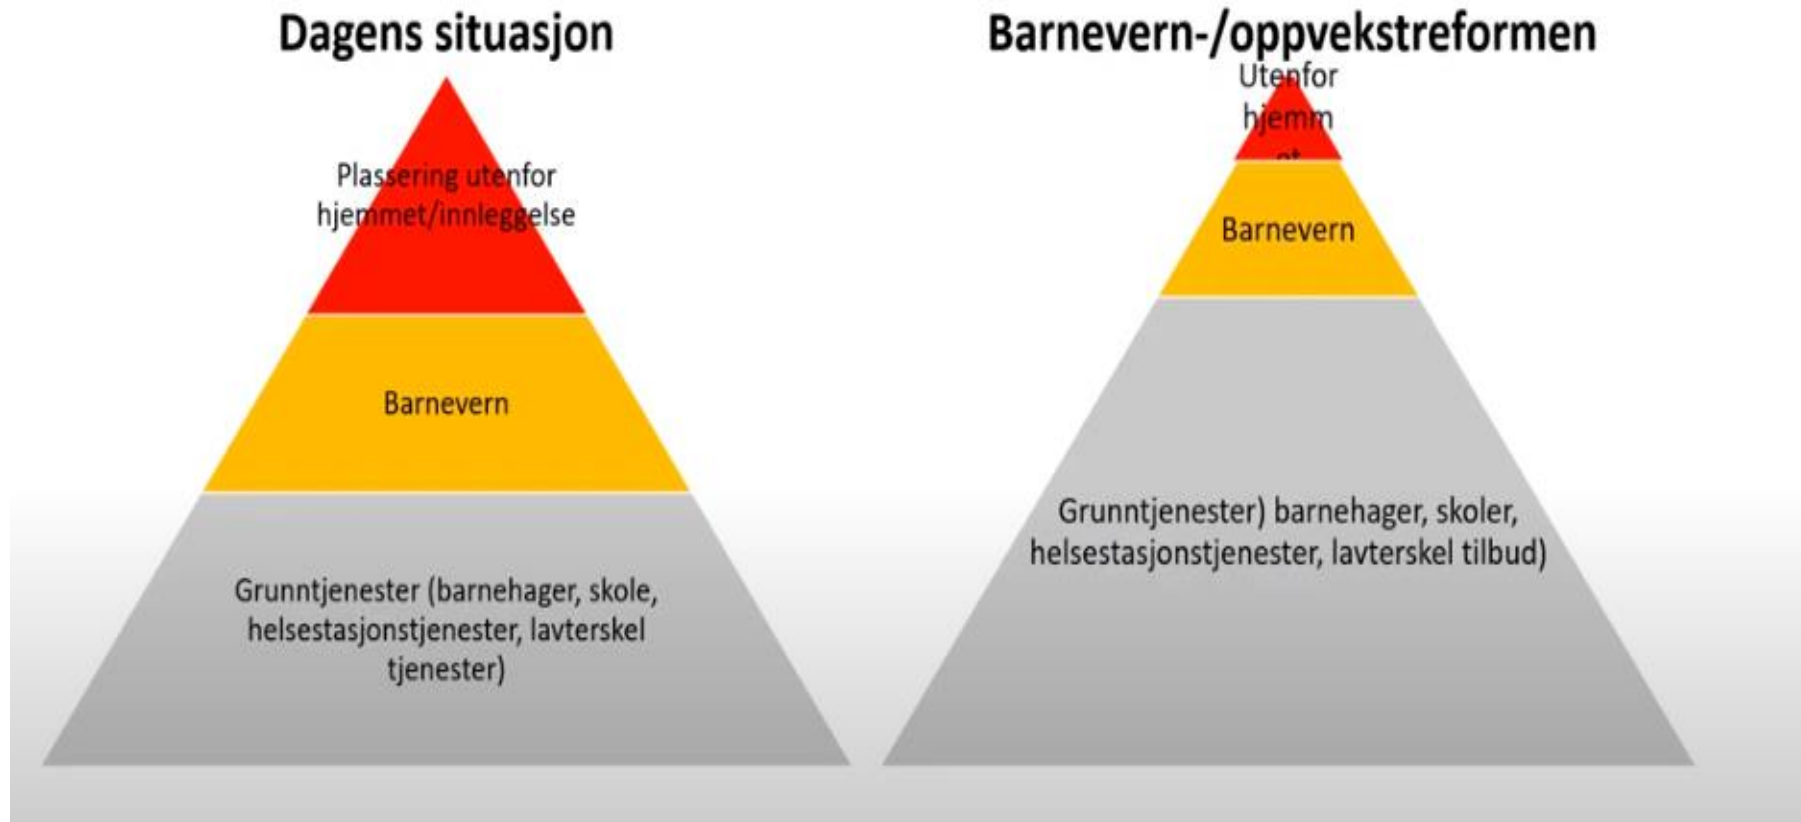 Dagens situasjon
Plassering utenfor
hjemmet/innleggelse
Barnevern
Grunntjenester (barnehager, skole,
helsestasjonstjenester, lavterskel
tjenester)
Barnevern-/oppvekstreformen
Utenfor
hjemm
et
Barnevern
Grunntjenester) barnehager, skoler,
helsestasjonstjenester, lavterskel tilbud)